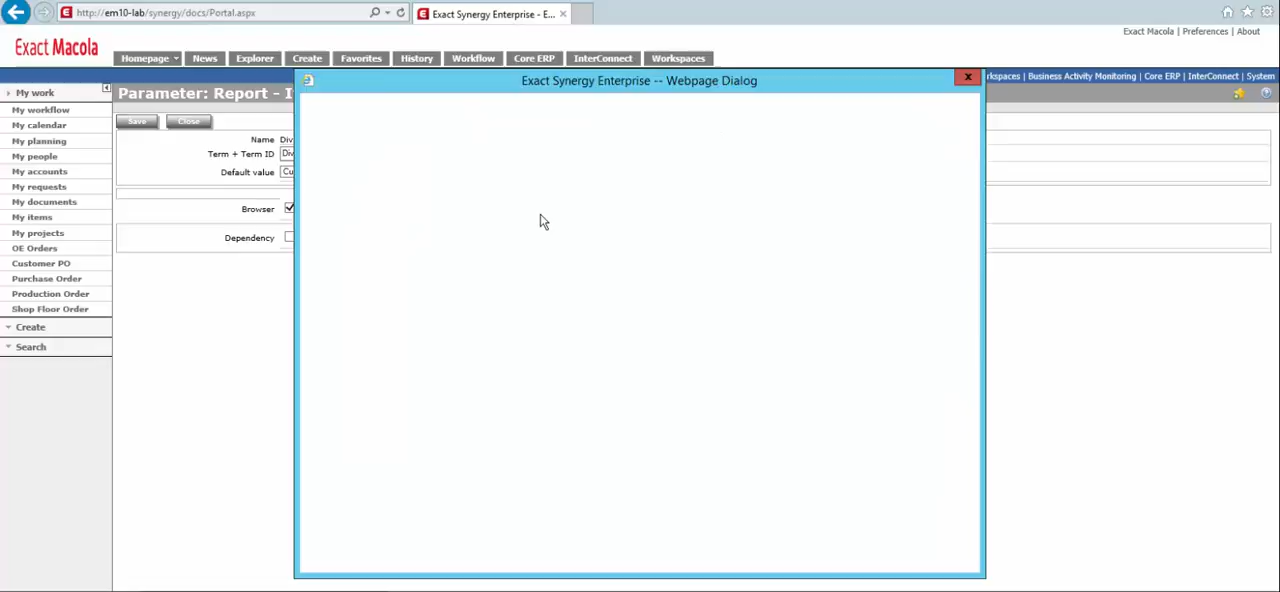 http://em10-lab/synergy/docs/Portal.aspx
Exact Synergy Enterprise - E...
Exact Macola | Preferences | About
Exact Macola
Homepage
News
Explorer
Create
Favorites
History
Workflow
Core ERP
InterConnect
Workspaces
Exact Synergy Enterprise -- Webpage Dialog
| Business Activity Monitoring | Core ERP | InterConnect | System
My work
Parameter: Report -
Save
Close
My workflow
My calendar
My planning
My people
My accounts
My requests
My documents
My items
My projects
OE Orders
Customer PO
Purchase Order
Production Order
Shop Floor Order
Create
Search
Name
Term + Term ID
Default value
Browser
Dependency